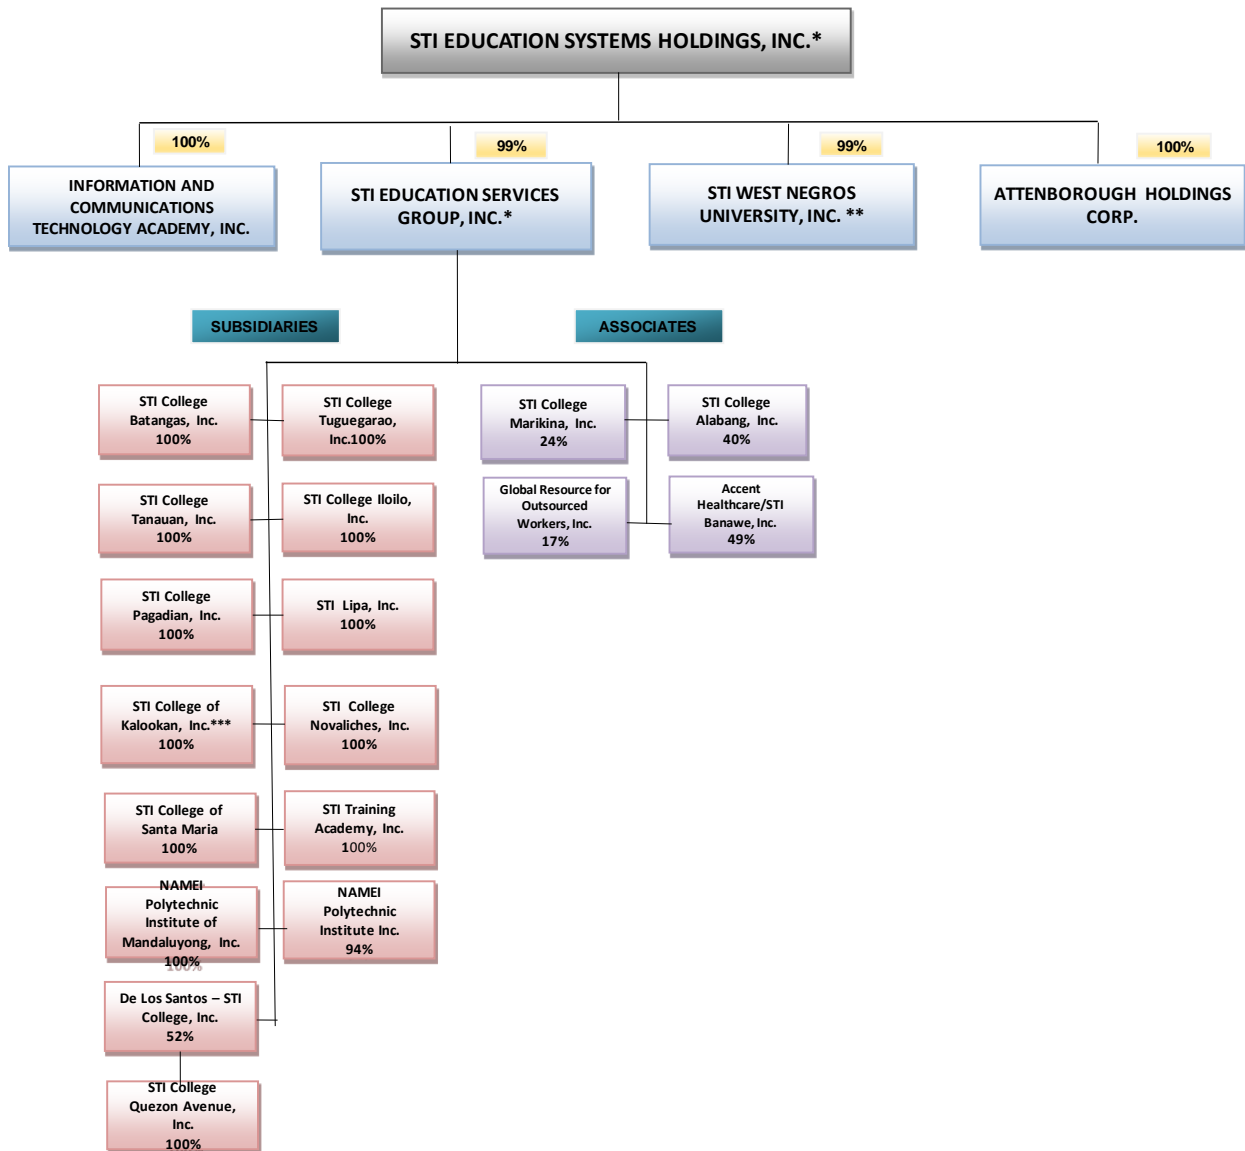 STI EDUCATION SYSTEMS HOLDINGS, INC.*
100%
99%
99%
100%
INFORMATION AND
COMMUNICATIONS
TECHNOLOGY ACADEMY, INC.
STI EDUCATION SERVICES
GROUP, INC.*
STI WEST NEGROS
UNIVERSITY, INC. **
ATTENBOROUGH HOLDINGS
CORP.
SUBSIDIARIES
ASSOCIATES
STI College
Batangas, Inc.
100%
STI College
Tuguegarao,
Inc.100%
STI College
Marikina, Inc.
24%
STI College
Alabang, Inc.
40%
STI College
Tanauan, Inc.
100%
STI College Iloilo,
Inc.
100%
Global Resource for
Outsourced
Workers, Inc.
17%
Accent
Healthcare/STI
Banawe, Inc.
49%
STI College
Pagadian, Inc.
100%
STI Lipa, Inc.
100%
STI College of
Kalookan, Inc.***
100%
STI College
Novaliches, Inc.
100%
STI College of
Santa Maria
100%
STI Training
Academy, Inc.
100%
NAMEI
Polytechnic
Institute of
Mandaluyong, Inc.
100%
100%
NAMEI
Polytechnic
Institute Inc.
94%
De Los Santos – STI
College, Inc.
52%
STI College
Quezon Avenue,
Inc.
100%